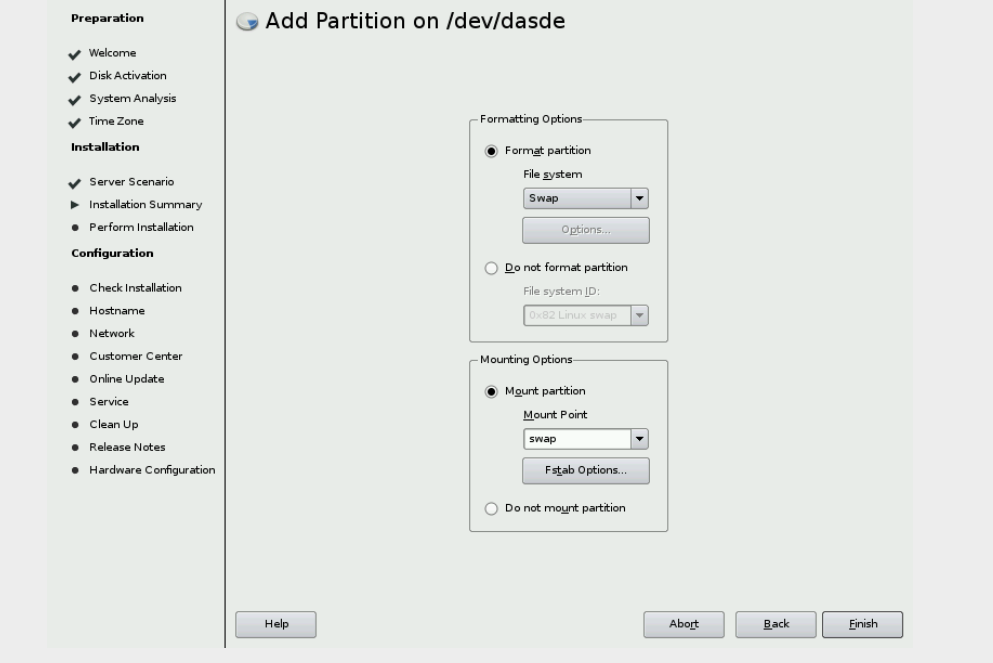 Preparation
Welcome
Disk Activation
System Analysis
Time Zone
Installation
Server Scenario
Installation Summary
Perform Installation
Configuration
Check Installation
Hostname
Network
Customer Center
Online Update
Service
Clean Up
Release Notes
Hardware Configuration
Add Partition on /dev/dasde
Formatting Options
Format partition
File system
Swap
Options...
Do not format partition
File system ID:
0x82 Linux swap
Mounting Options
Mount partition
Mount Point
swap
Fstab Options...
Do not mount partition
Help
Abort
Back
Finish